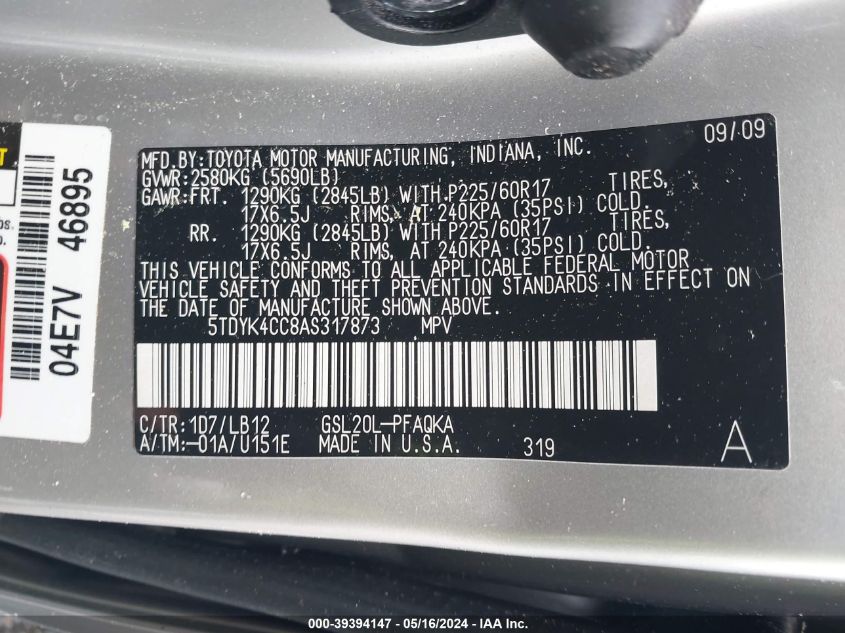 09/09
MFD.BY:TOYOTA MOTOR MANUFACTURING, INDIANA, INC.
GVWR:2580KG (5690LB)
GAWR:FRT. 1290KG (2845LB) WITH P225/60R17 TIRES,
17X6.5J RIMS, AT 240KPA (35PSI) COLD.
RR. 1290KG (2845LB) WITH P225/60R17 TIRES,
17X6.5J RIMS, AT 240KPA (35PSI) COLD.
THIS VEHICLE CONFORMS TO ALL APPLICABLE FEDERAL MOTOR
VEHICLE SAFETY AND THEFT PREVENTION STANDARDS IN EFFECT ON
THE DATE OF MANUFACTURE SHOWN ABOVE.
5TDYK4CC8AS317873 MPV
C/TR:1D7/LB12 GSL20L-PFAQKA
A/TM:-01A/U151E MADE IN U.S.A. 319 A
04E7V 46895
000-39394147 - 05/16/2024 - IAA Inc.